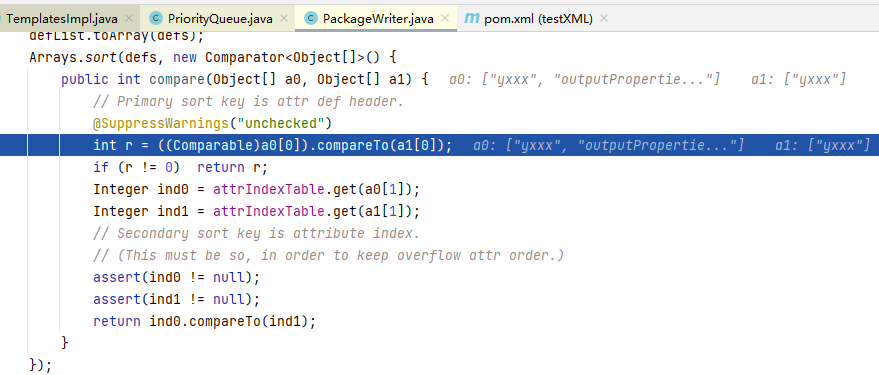 TemplatesImpl.java × PriorityQueue.java × PackageWriter.java × m pom.xml (testXML) ×
defList.toArray(defs);
Arrays.sort(defs, new Comparator<Object[]>() {
public int compare(Object[] a0, Object[] a1) { a0: ["yxxx", "outputPropertie..."] a1: ["yxxx"]
// Primary sort key is attr def header.
@SuppressWarnings("unchecked")
int r = ((Comparable)a0[0]).compareTo(a1[0]); a0: ["yxxx", "outputPropertie..."] a1: ["yxxx"]
if (r != 0) return r;
Integer ind0 = attrIndexTable.get(a0[1]);
Integer ind1 = attrIndexTable.get(a1[1]);
// Secondary sort key is attribute index.
// (This must be so, in order to keep overflow attr order.)
assert(ind0 != null);
assert(ind1 != null);
return ind0.compareTo(ind1);
}
});